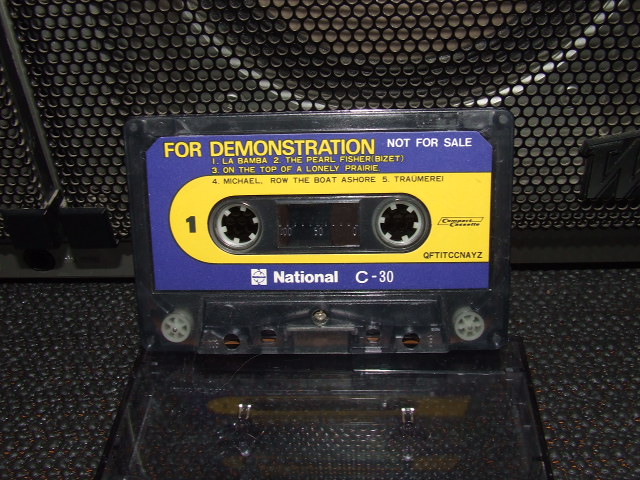 FOR DEMONSTRATION NOT FOR SALE
1. LA BAMBA 2. THE PEARL FISHER(BIZET)
3. ON THE TOP OF A LONELY PRAIRIE
4. MICHAEL, ROW THE BOAT ASHORE 5. TRAUMEREI
1
Compact
Cassette
QFTITCCNAYZ
National C-30